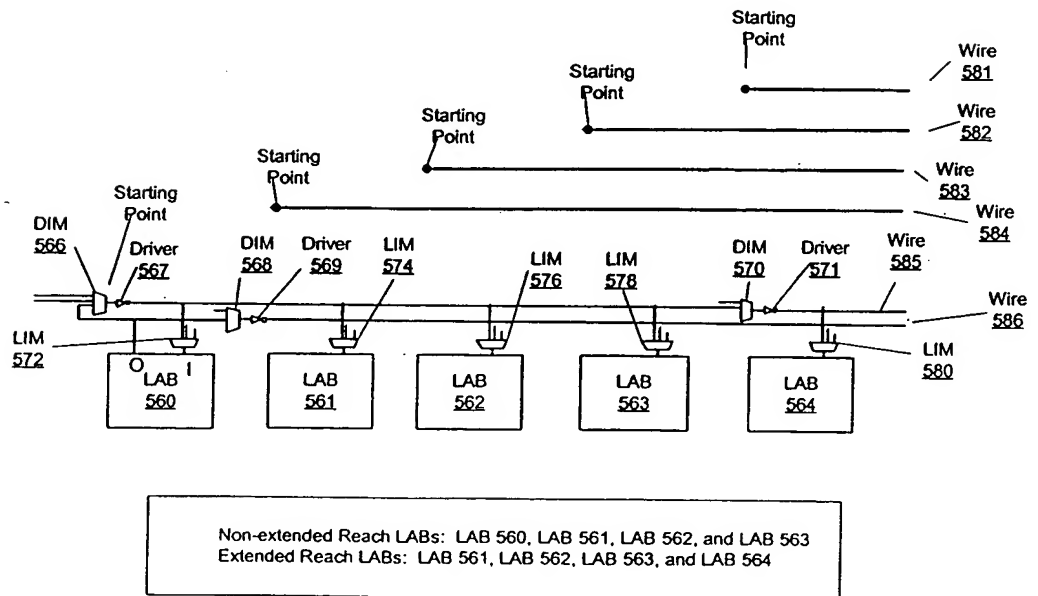 Starting
Point
Wire
581
Starting
Point
Wire
582
Starting
Point
Wire
583
Starting
Point
Wire
584
Starting
Point
DIM
566
Driver
567
DIM
568
Driver
569
LIM
574
LIM
576
LIM
578
DIM
570
Driver
571
Wire
585
Wire
586
LIM
572
LIM
580
O
I
LAB
560
LAB
561
LAB
562
LAB
563
LAB
564
Non-extended Reach LABs: LAB 560, LAB 561, LAB 562, and LAB 563
Extended Reach LABs: LAB 561, LAB 562, LAB 563, and LAB 564